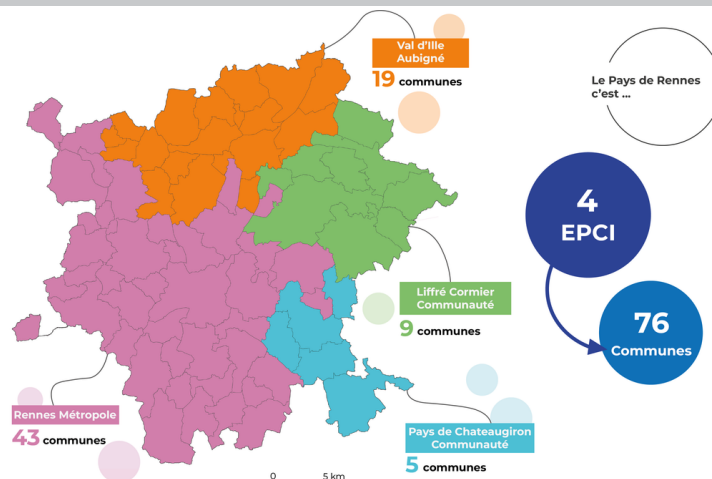 Val d'Ille
Aubigné
19 communes
Le Pays de Rennes
c'est ...
4
EPCI
76
Communes
Liffré Cormier
Communauté
9 communes
Rennes Métropole
43 communes
Pays de Chateaugiron
Communauté
5 communes
0 5 km